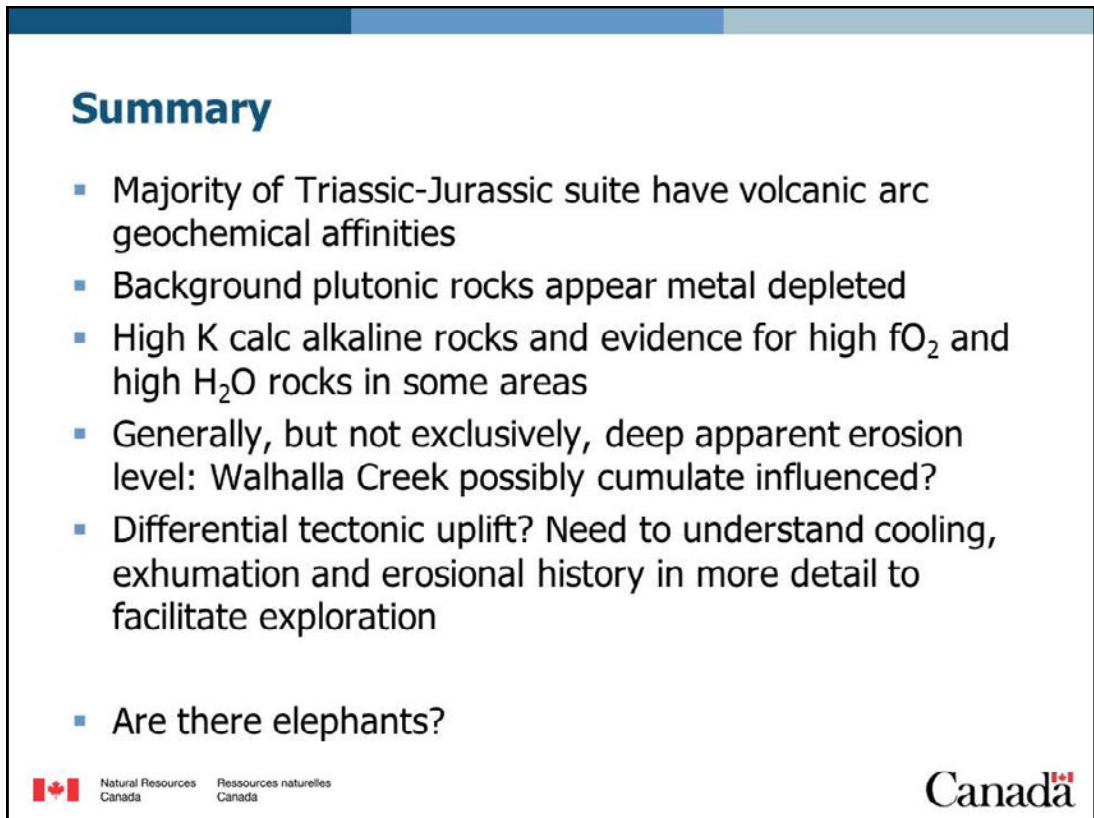 Summary
Majority of Triassic-Jurassic suite have volcanic arc
geochemical affinities
Background plutonic rocks appear metal depleted
High K calc alkaline rocks and evidence for high fO₂ and
high H₂O rocks in some areas
Generally, but not exclusively, deep apparent erosion
level: Walhalla Creek possibly cumulate influenced?
Differential tectonic uplift? Need to understand cooling,
exhumation and erosional history in more detail to
facilitate exploration
Are there elephants?
Natural Resources Ressources naturelles
Canada Canada
Canada